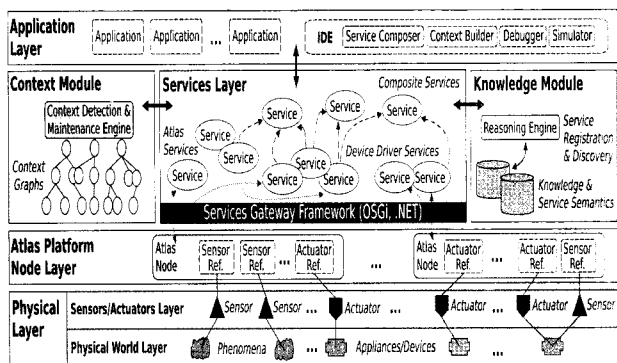 Application Layer
Application Application ... Application
IDE Service Composer Context Builder Debugger Simulator
Context Module
Context Detection & Maintenance Engine
Context Graphs
Services Layer
Composite Services
Service Service Service
Service Service
Atlas Services
Service
Service
Device Driver Services
Service
Service Service Service Service Service
Services Gateway Framework (OSGi, .NET)
Knowledge Module
Reasoning Engine
Service Registration & Discovery
Knowledge & Service Semantics
Atlas Platform Node Layer
Atlas Node
Sensor Ref. Sensor Ref. ... Actuator Ref.
...
Atlas Node
Actuator Ref. ... Actuator Ref. Sensor Ref.
Physical Layer
Sensors/Actuators Layer
Sensor Sensor ... Actuator ... Actuator ... Actuator Sensor
Physical World Layer
Phenomena ... Appliances/Devices ...